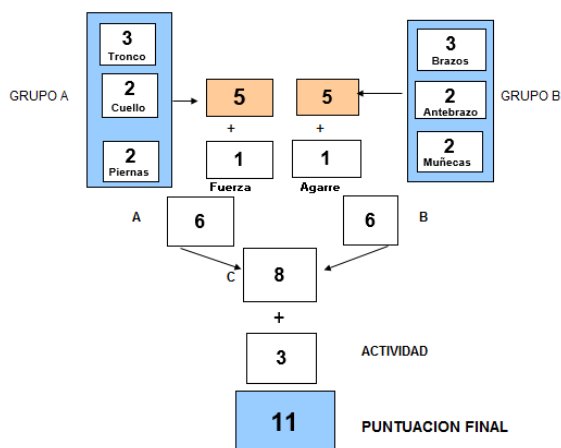 3
Tronco
2
Cuello
2
Piernas
GRUPO A
5
+
1
Fuerza
5
+
1
Agarre
3
Brazos
2
Antebrazo
2
Muñecas
GRUPO B
A
6
6
B
C
8
+
3
ACTIVIDAD
11
PUNTUACION FINAL